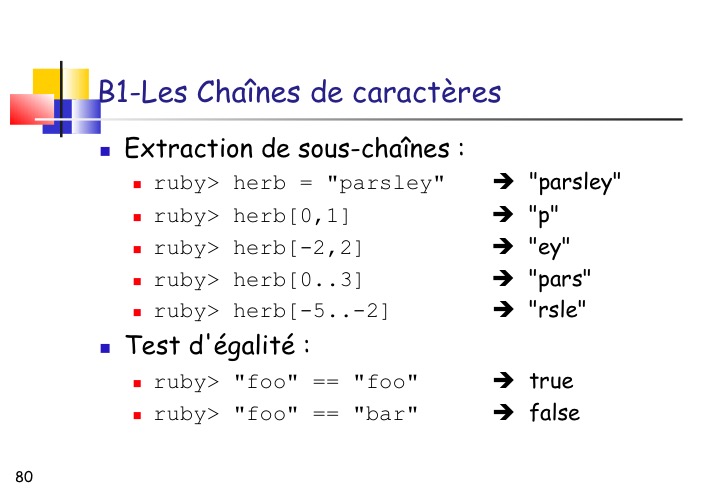 B1-Les Chaînes de caractères
Extraction de sous-chaînes :
ruby> herb = "parsley" ➔ "parsley"
ruby> herb[0,1] ➔ "p"
ruby> herb[-2,2] ➔ "ey"
ruby> herb[0..3] ➔ "pars"
ruby> herb[-5..-2] ➔ "rsle"
Test d'égalité :
ruby> "foo" == "foo" ➔ true
ruby> "foo" == "bar" ➔ false
80